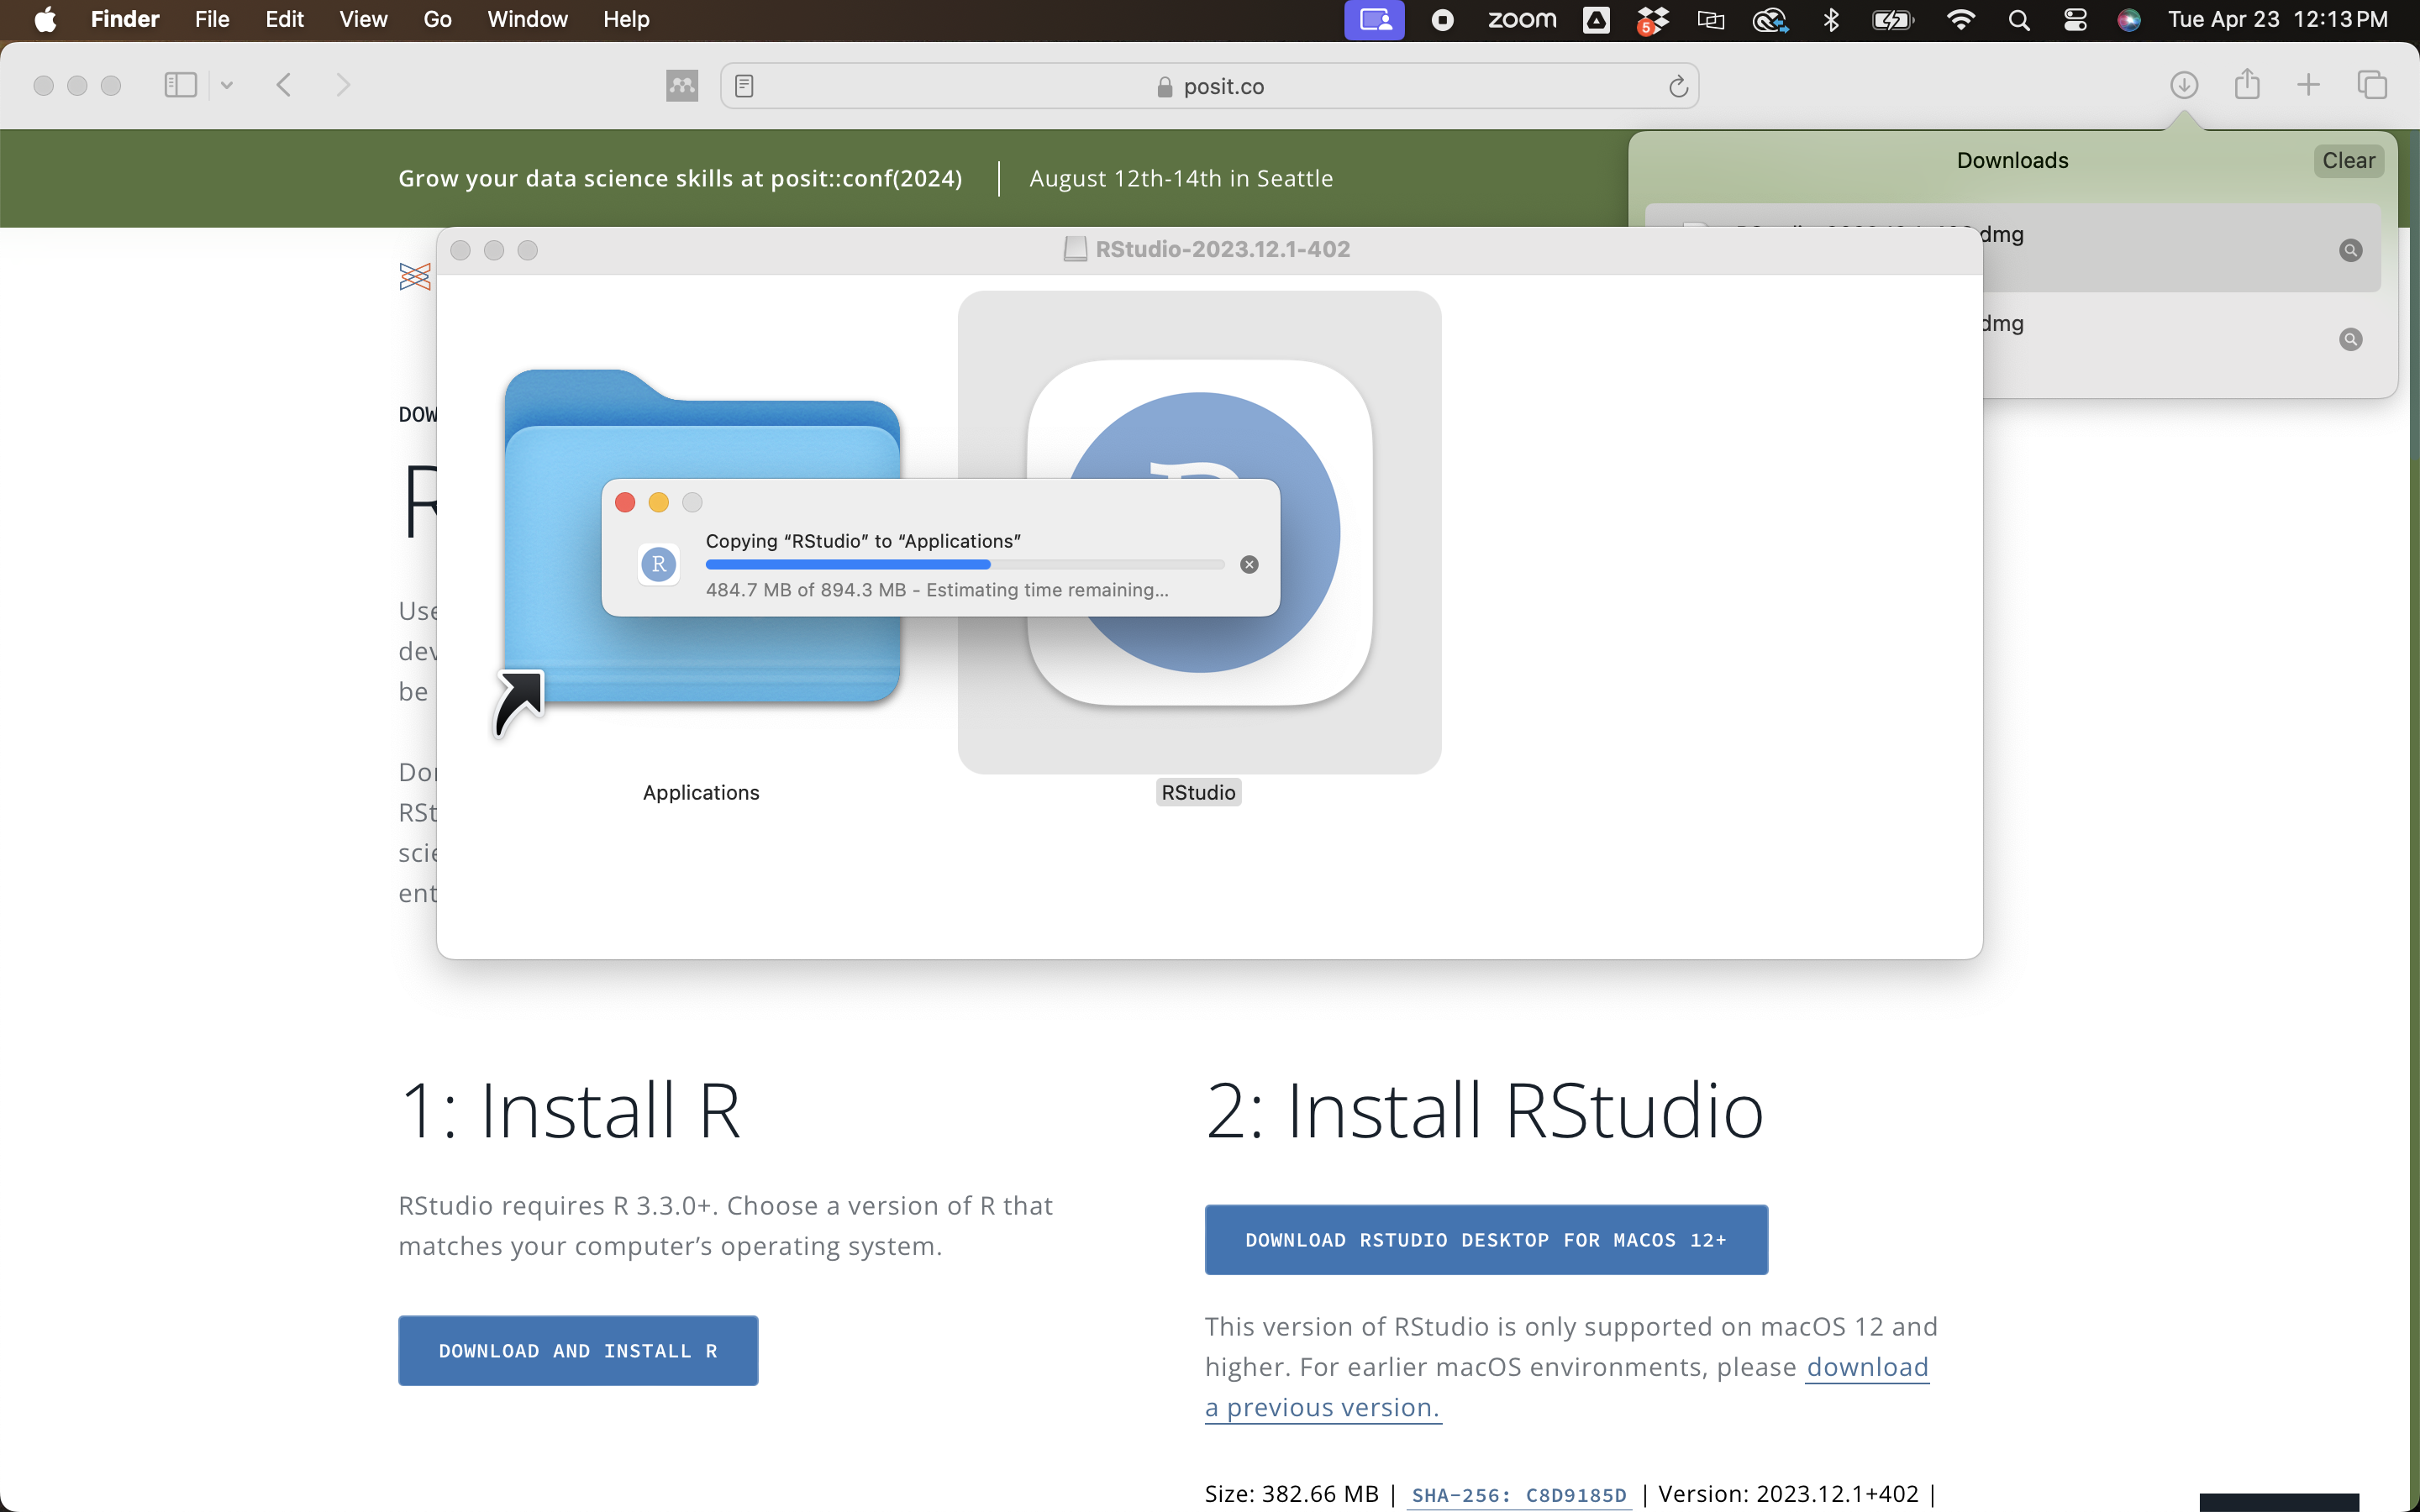 Finder File Edit View Go Window Help zoom 5 Tue Apr 23 12:13 PM
posit.co
Grow your data science skills at posit::conf(2024) August 12th-14th in Seattle
Downloads Clear
dmg
RStudio-2023.12.1-402
dmg
DOW
R
Copying “RStudio” to “Applications”
R
484.7 MB of 894.3 MB - Estimating time remaining...
Use
dev
be
Applications
RStudio
Don
RSt
scie
ent
1: Install R
RStudio requires R 3.3.0+. Choose a version of R that
matches your computer’s operating system.
DOWNLOAD AND INSTALL R
2: Install RStudio
DOWNLOAD RSTUDIO DESKTOP FOR MACOS 12+
This version of RStudio is only supported on macOS 12 and
higher. For earlier macOS environments, please download
a previous version.
Size: 382.66 MB | SHA-256: C8D9185D | Version: 2023.12.1+402 |